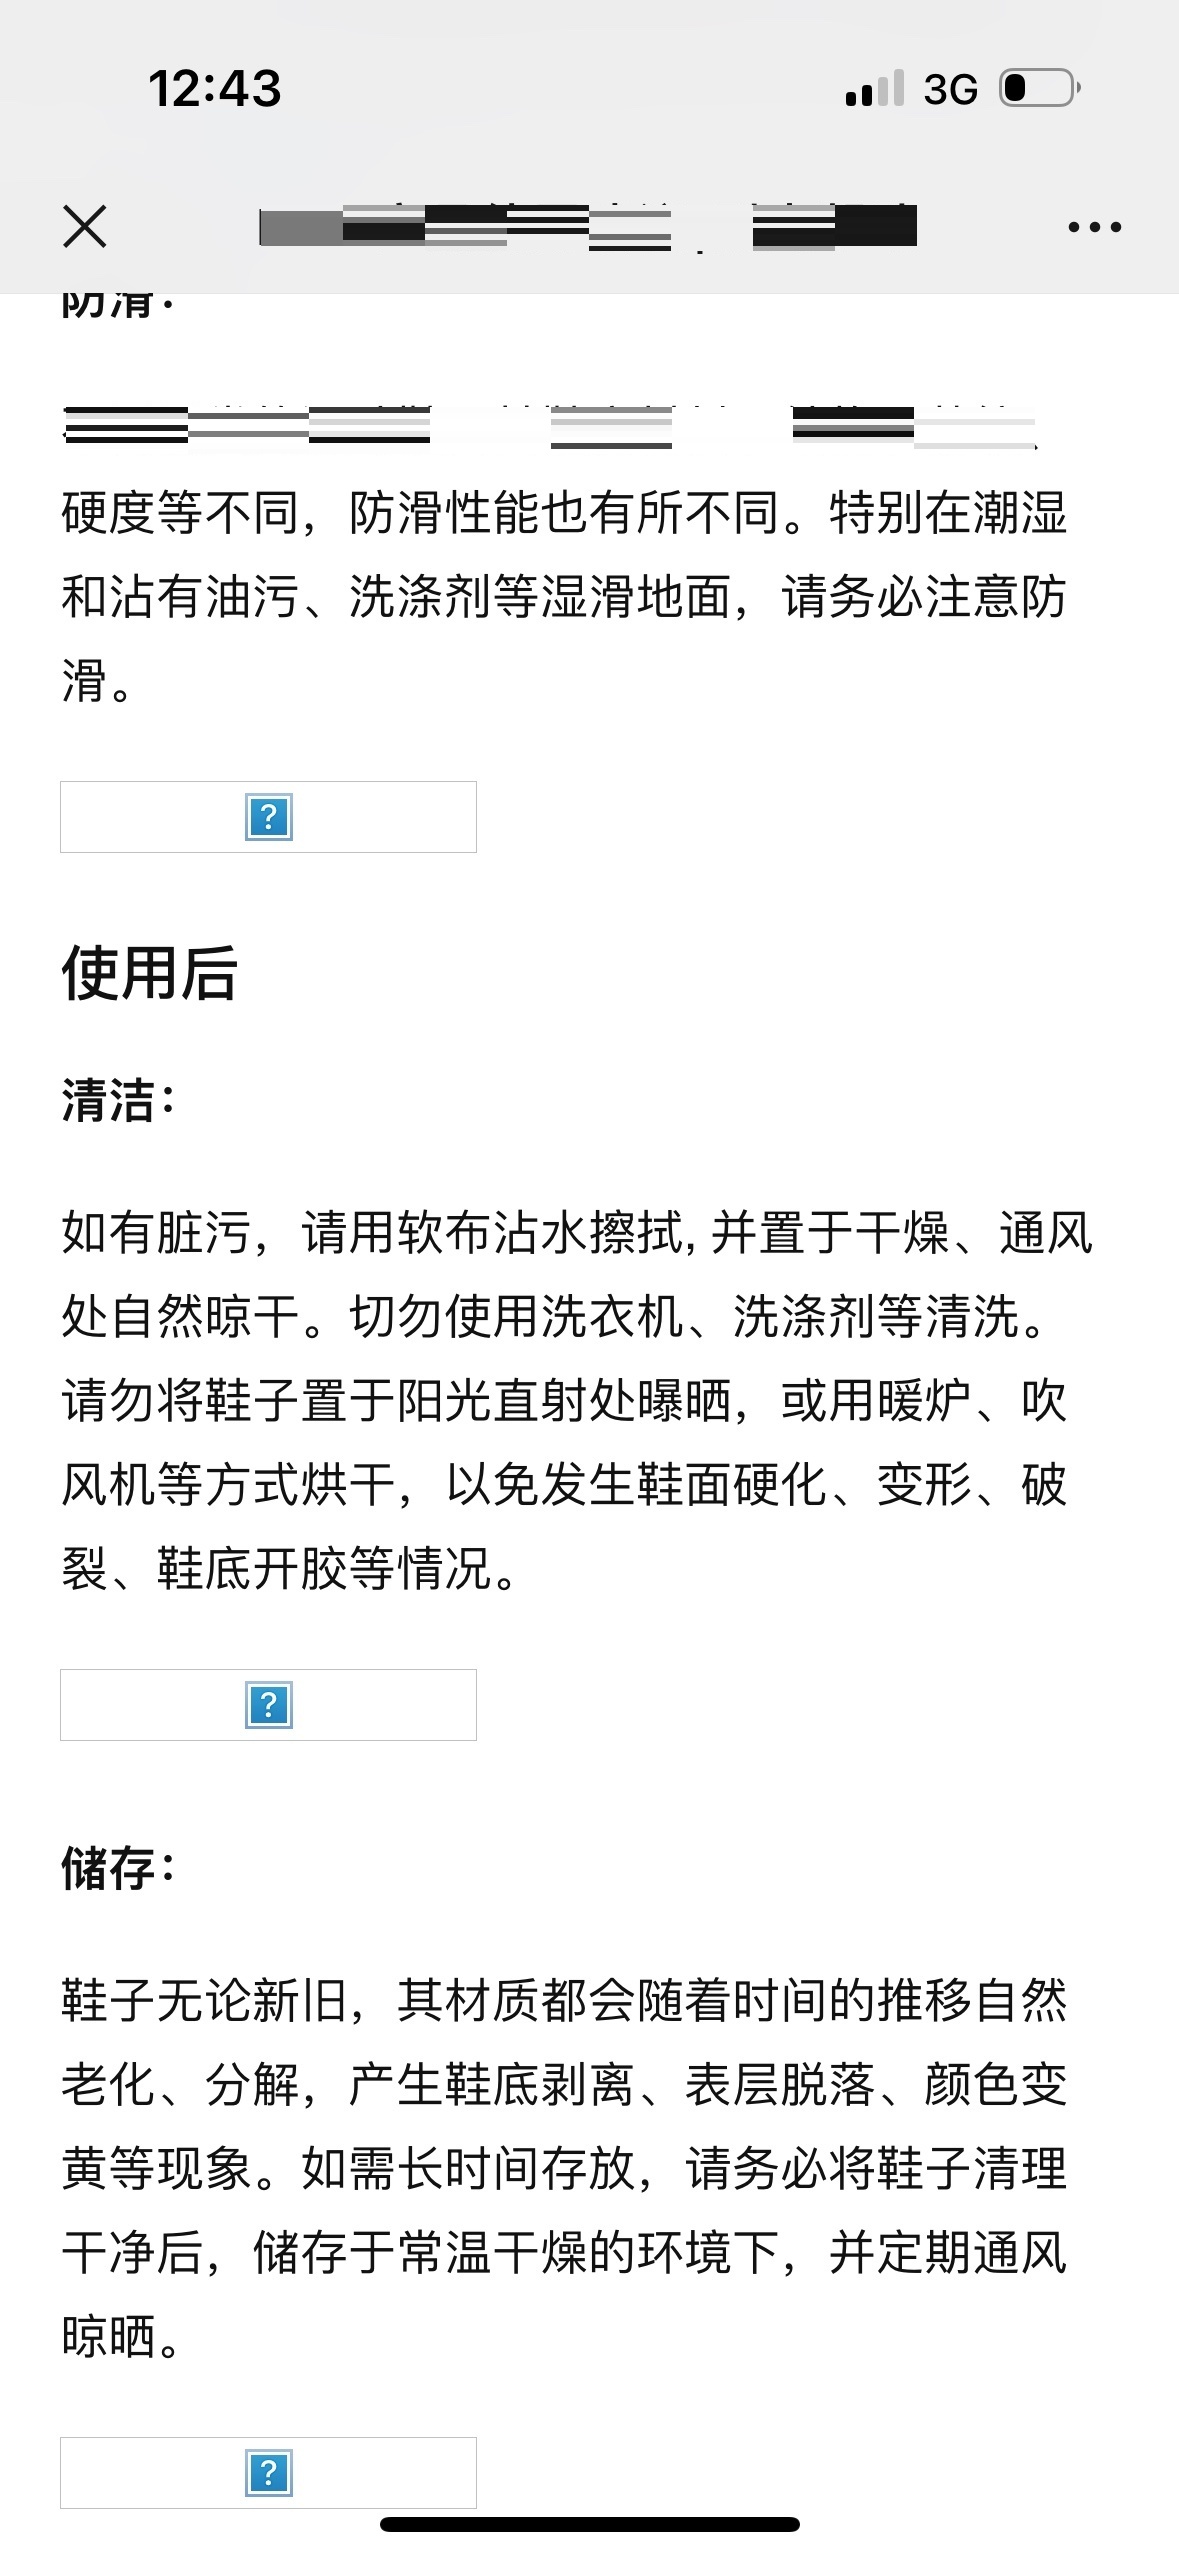 12:43
3G
防滑：
硬度等不同，防滑性能也有所不同。特别在潮湿
和沾有油污、洗涤剂等湿滑地面，请务必注意防
滑。
?
使用后
清洁：
如有脏污，请用软布沾水擦拭, 并置于干燥、通风
处自然晾干。切勿使用洗衣机、洗涤剂等清洗。
请勿将鞋子置于阳光直射处曝晒，或用暖炉、吹
风机等方式烘干，以免发生鞋面硬化、变形、破
裂、鞋底开胶等情况。
?
储存：
鞋子无论新旧，其材质都会随着时间的推移自然
老化、分解，产生鞋底剥离、表层脱落、颜色变
黄等现象。如需长时间存放，请务必将鞋子清理
干净后，储存于常温干燥的环境下，并定期通风
晾晒。
?